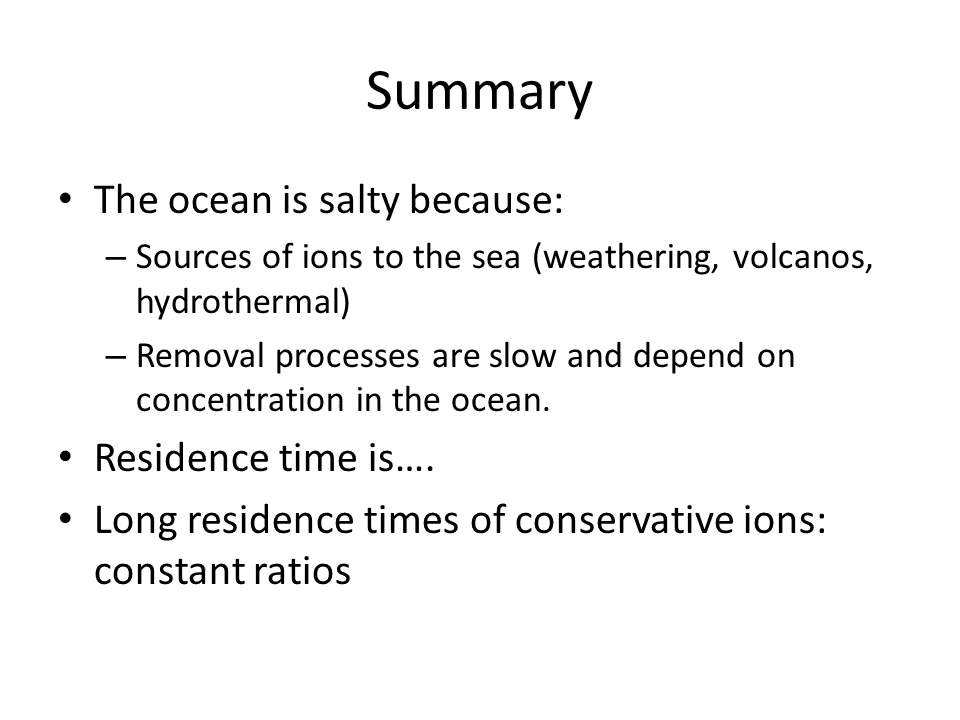 Summary
• The ocean is salty because:
– Sources of ions to the sea (weathering, volcanos,
hydrothermal)
– Removal processes are slow and depend on
concentration in the ocean.
• Residence time is….
• Long residence times of conservative ions:
constant ratios